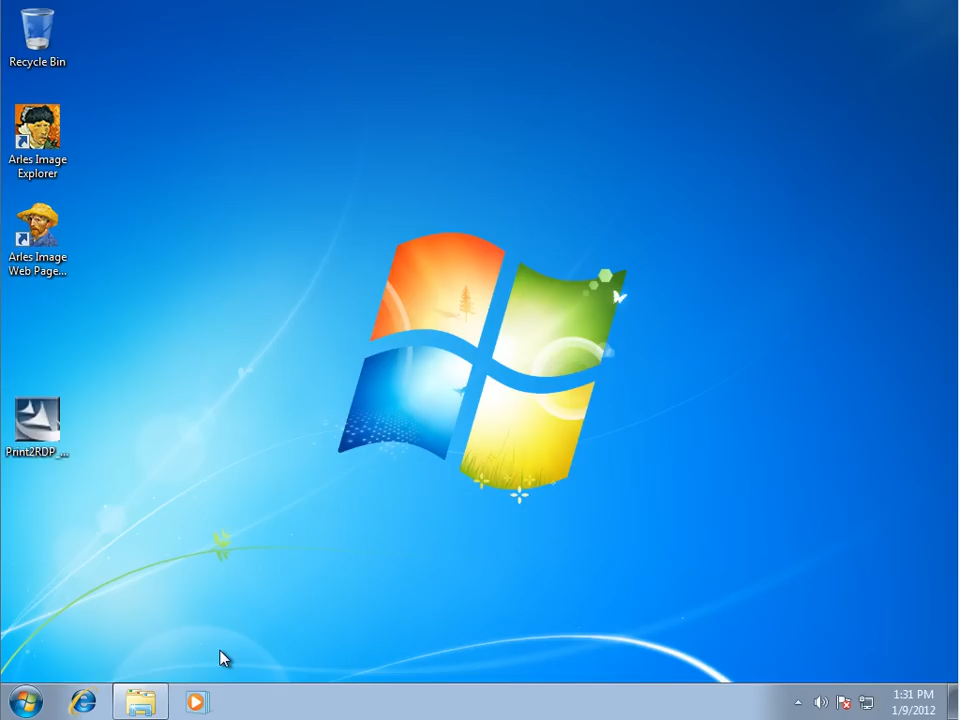 Recycle Bin
Arles Image
Explorer
Arles Image
Web Page...
Print2RDP_...
1:31 PM
1/9/2012